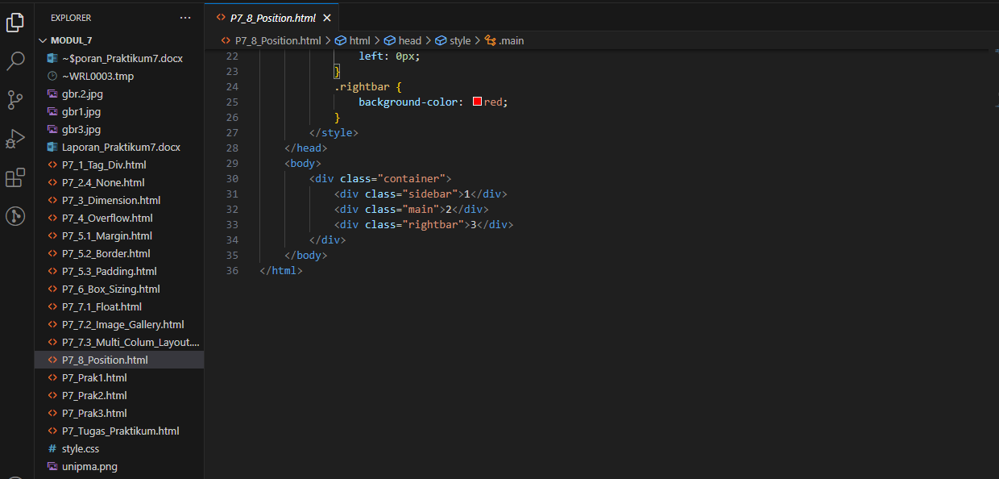 EXPLORER
MODUL_7
~$poran_Praktikum7.docx
~WRL0003.tmp
gbr.2.jpg
gbr1.jpg
gbr3.jpg
Laporan_Praktikum7.docx
P7_1_Tag_Div.html
P7_2.4_None.html
P7_3_Dimension.html
P7_4_Overflow.html
P7_5.1_Margin.html
P7_5.2_Border.html
P7_5.3_Padding.html
P7_6_Box_Sizing.html
P7_7.1_Float.html
P7_7.2_Image_Gallery.html
P7_7.3_Multi_Colum_Layout....
P7_8_Position.html
P7_Prak1.html
P7_Prak2.html
P7_Prak3.html
P7_Tugas_Praktikum.html
# style.css
unipma.png
P7_8_Position.html
P7_8_Position.html > html > head > style > .main
22 left: 0px;
23 }
24 .rightbar {
25 background-color: red;
26 }
27 </style>
28 </head>
29 <body>
30 <div class="container">
31 <div class="sidebar">1</div>
32 <div class="main">2</div>
33 <div class="rightbar">3</div>
34 </div>
35 </body>
36 </html>